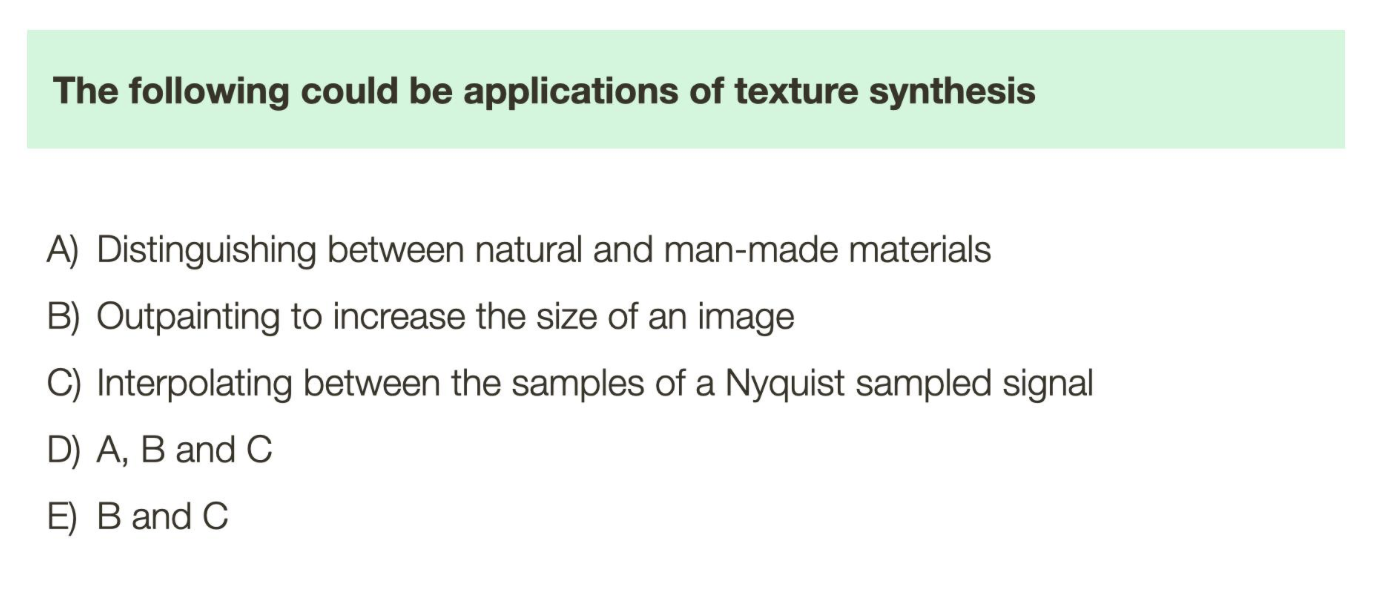 The following could be applications of texture synthesis
A) Distinguishing between natural and man-made materials
B) Outpainting to increase the size of an image
C) Interpolating between the samples of a Nyquist sampled signal
D) A, B and C
E) B and C